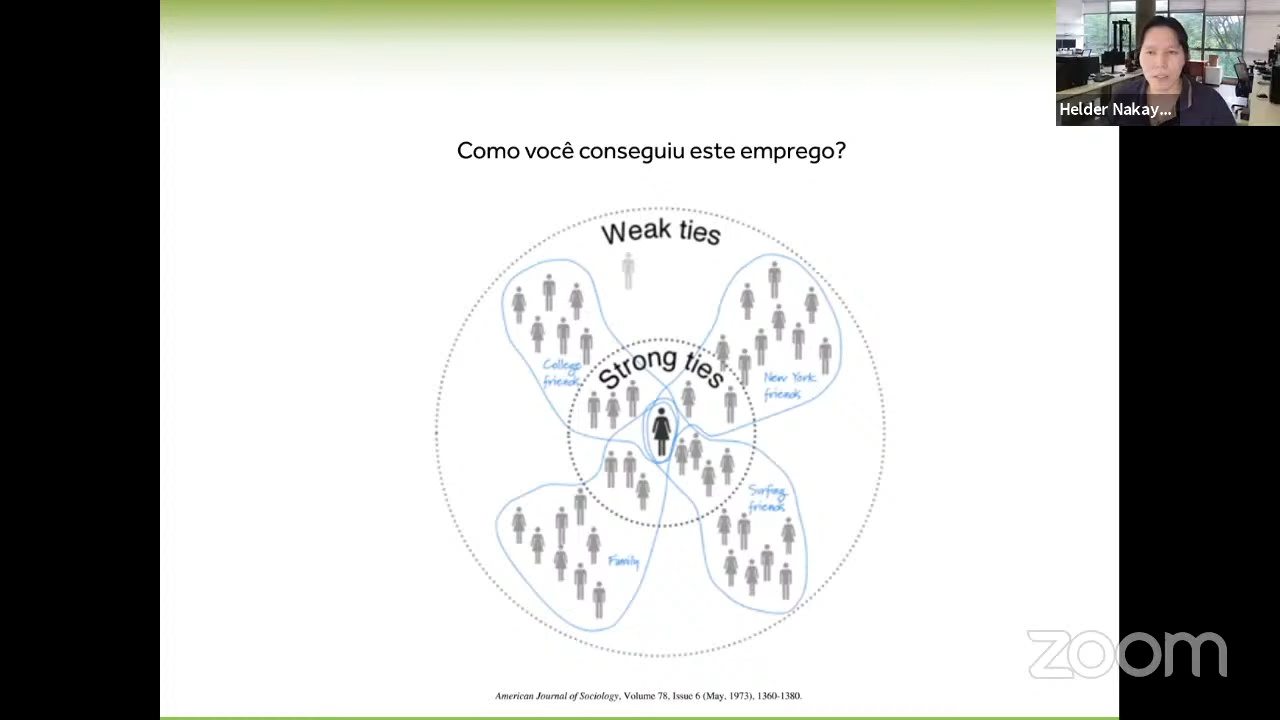 Helder Nakay...
Como você conseguiu este emprego?
Weak ties
Strong ties
College
friends
New York
friends
Surfing
friends
Family
American Journal of Sociology, Volume 78, Issue 6 (May, 1973), 1360-1380.
zoom